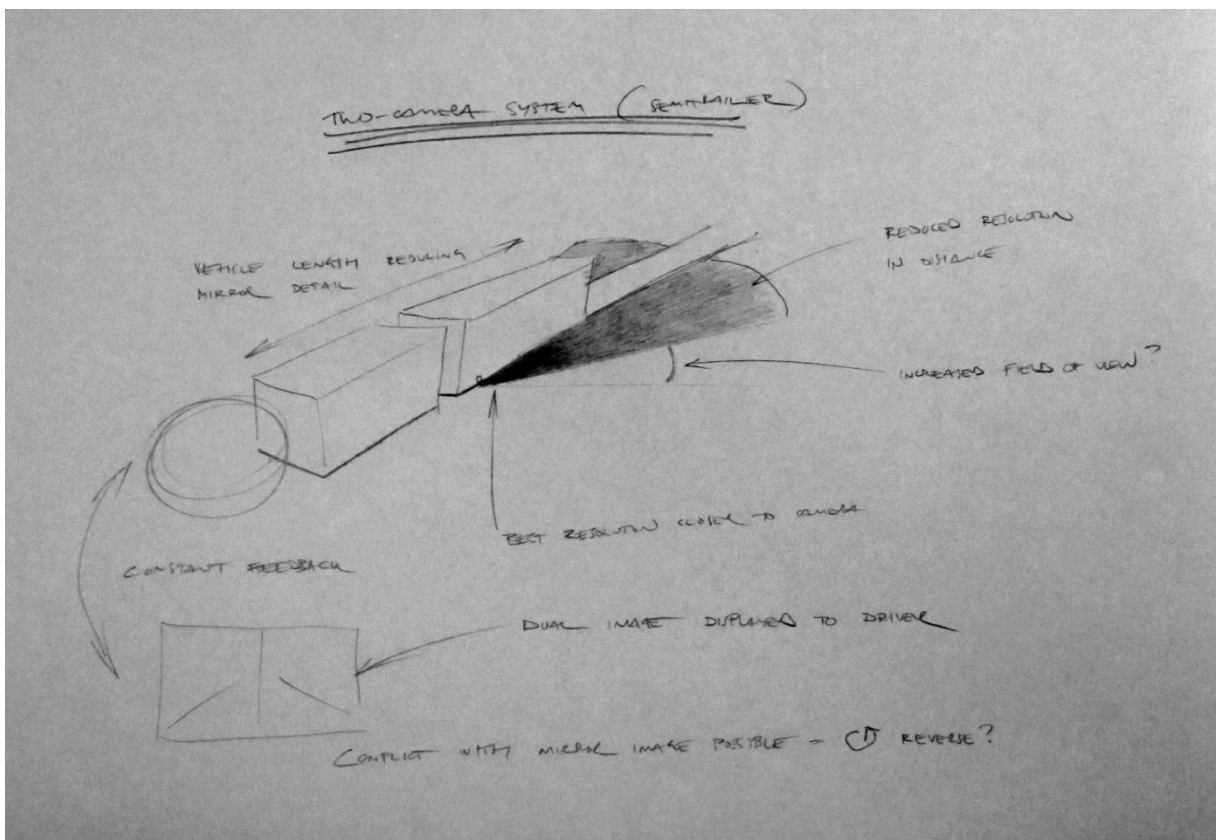 TWO-CAMERA SYSTEM (SEMITRAILER)
VEHICLE LENGTH REDUCING
MIRROR DETAIL
REDUCED RESOLUTION
IN DISTANCE
INCREASED FIELD OF VIEW?
BEST RESOLUTION CLOSER TO CAMERA
CONSTANT FEEDBACK
DUAL IMAGE DISPLAYED TO DRIVER
CONFLICT WITH MIRROR IMAGE POSSIBLE - REVERSE?